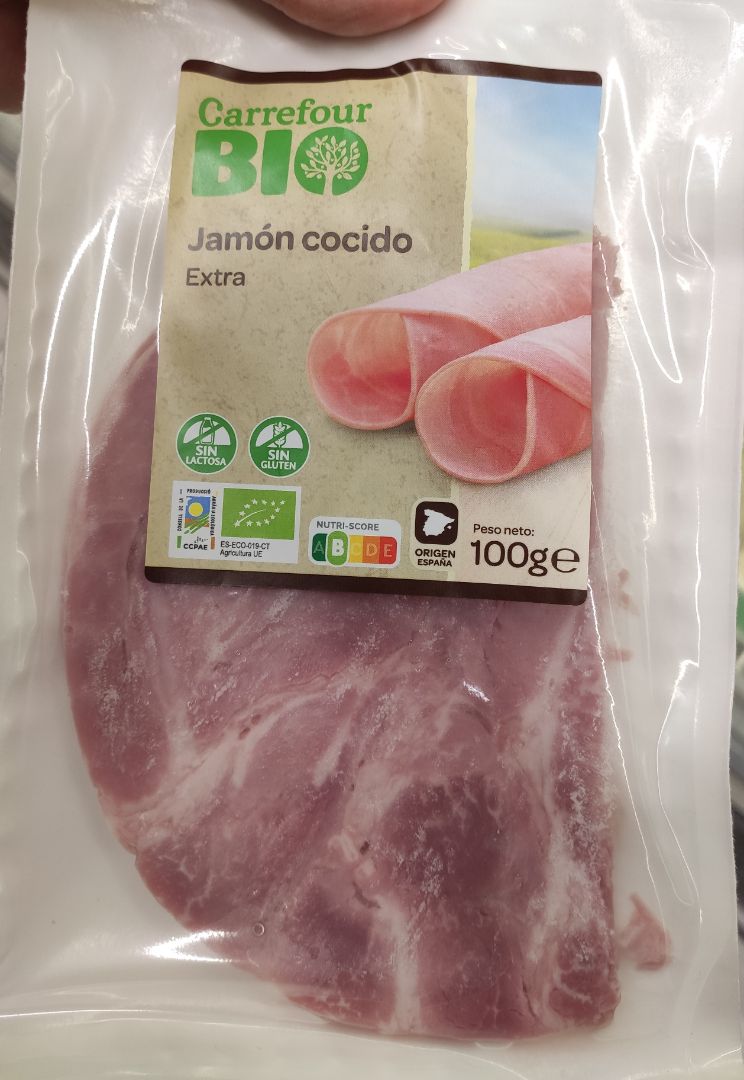 Carrefour
BIO
Jamón cocido
Extra
SIN
LACTOSA
SIN
GLUTEN
CCPAE
ES-ECO-019-CT
Agricultura UE
NUTRI-SCORE
A B C D E
ORIGEN
ESPAÑA
Peso neto:
100g℮